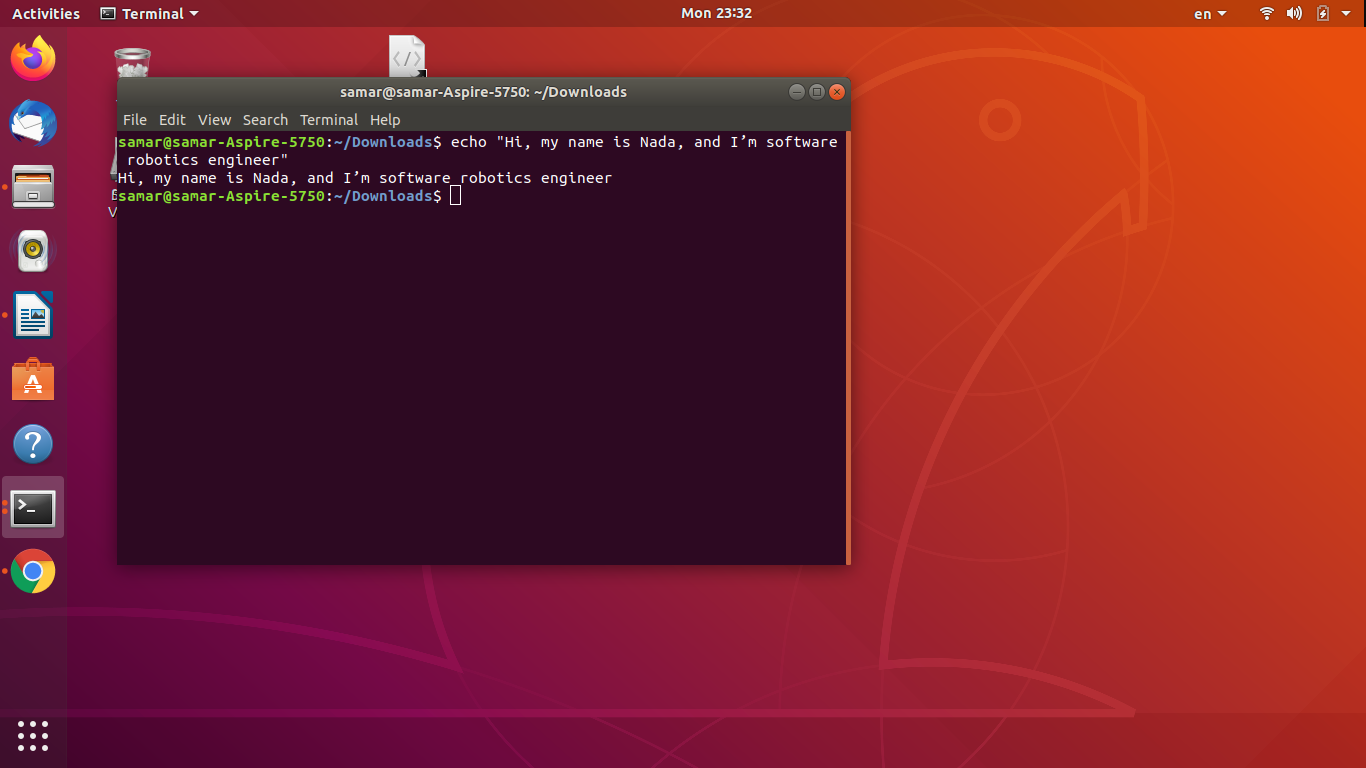 Activities Terminal Mon 23:32 en
samar@samar-Aspire-5750: ~/Downloads
File Edit View Search Terminal Help
samar@samar-Aspire-5750:~/Downloads$ echo "Hi, my name is Nada, and I’m software
robotics engineer"
Hi, my name is Nada, and I’m software robotics engineer
samar@samar-Aspire-5750:~/Downloads$